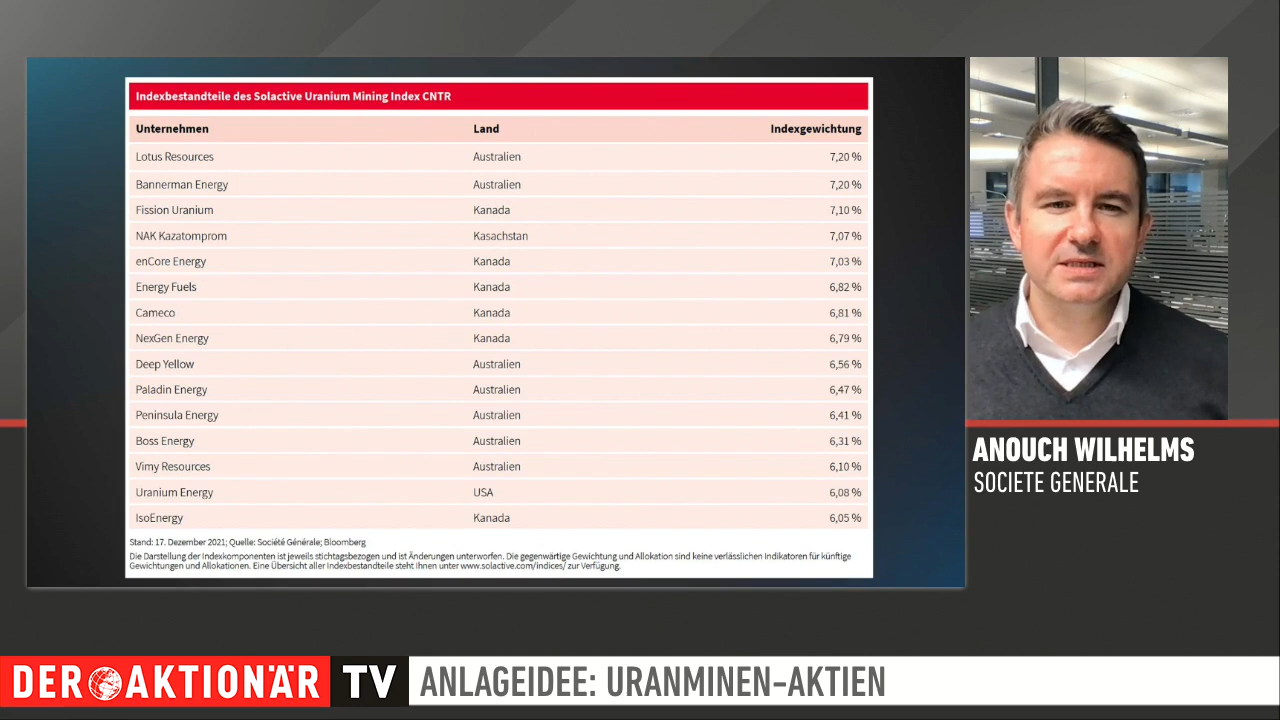 Indexbestandteile des Solactive Uranium Mining Index CNTR
Unternehmen Land Indexgewichtung
Lotus Resources Australien 7,20 %
Bannerman Energy Australien 7,20 %
Fission Uranium Kanada 7,10 %
NAK Kazatomprom Kasachstan 7,07 %
enCore Energy Kanada 7,03 %
Energy Fuels Kanada 6,82 %
Cameco Kanada 6,81 %
NexGen Energy Kanada 6,79 %
Deep Yellow Australien 6,56 %
Paladin Energy Australien 6,47 %
Peninsula Energy Australien 6,41 %
Boss Energy Australien 6,31 %
Vimy Resources Australien 6,10 %
Uranium Energy USA 6,08 %
IsoEnergy Kanada 6,05 %
Stand: 17. Dezember 2021; Quelle: Société Générale; Bloomberg
Die Darstellung der Indexkomponenten ist jeweils stichtagsbezogen und ist Änderungen unterworfen. Die gegenwärtige Gewichtung und Allokation sind keine verlässlichen Indikatoren für künftige
Gewichtungen und Allokationen. Eine Übersicht aller Indexbestandteile steht Ihnen unter www.solactive.com/indices/ zur Verfügung.
ANOUCH WILHELMS
SOCIETE GENERALE
DER AKTIONÄR TV ANLAGEIDEE: URANMINEN-AKTIEN